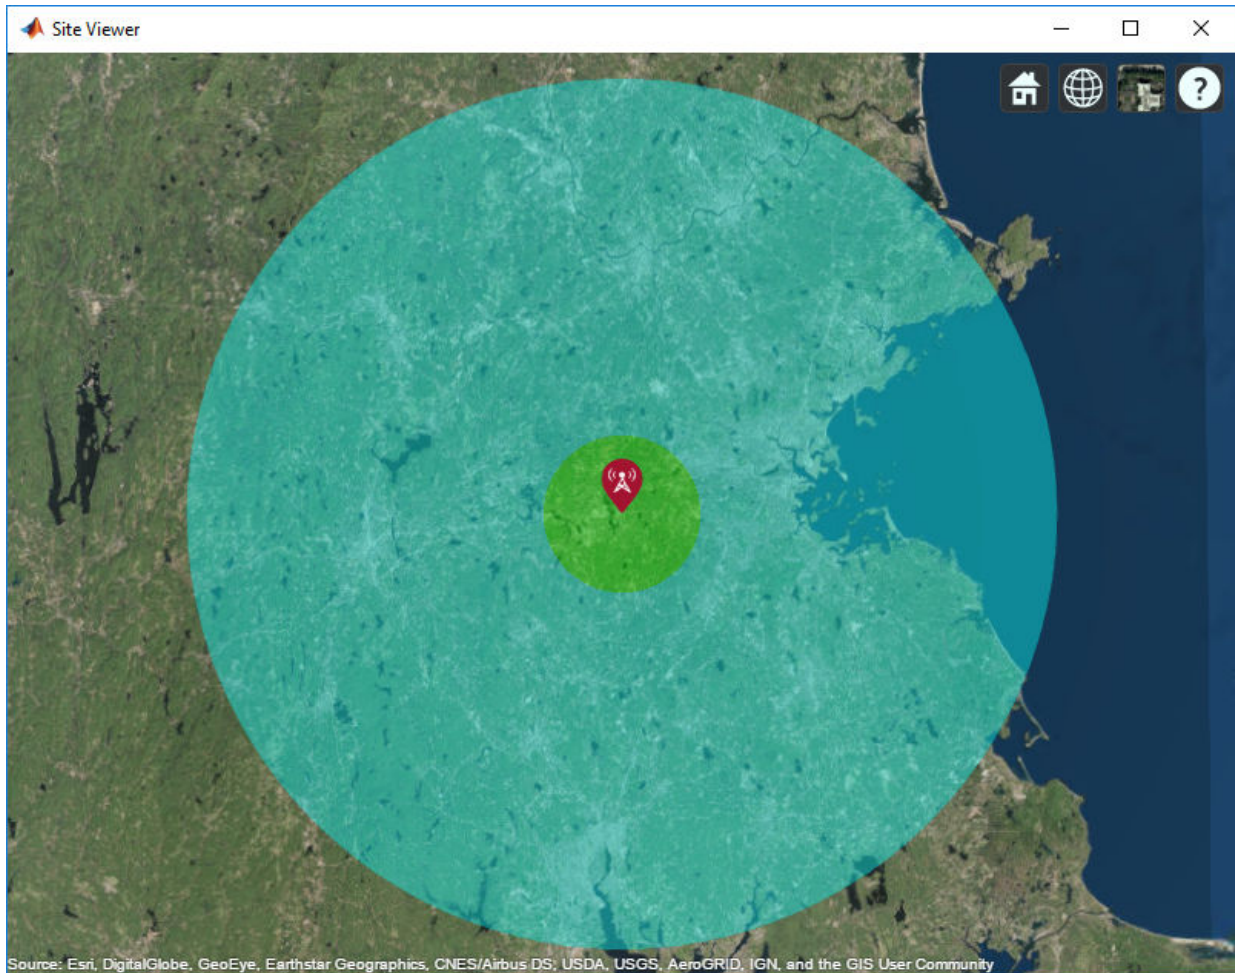 Site Viewer
?
Source: Esri, DigitalGlobe, GeoEye, Earthstar Geographics, CNES/Airbus DS; USDA, USGS, AeroGRID, IGN, and the GIS User Community